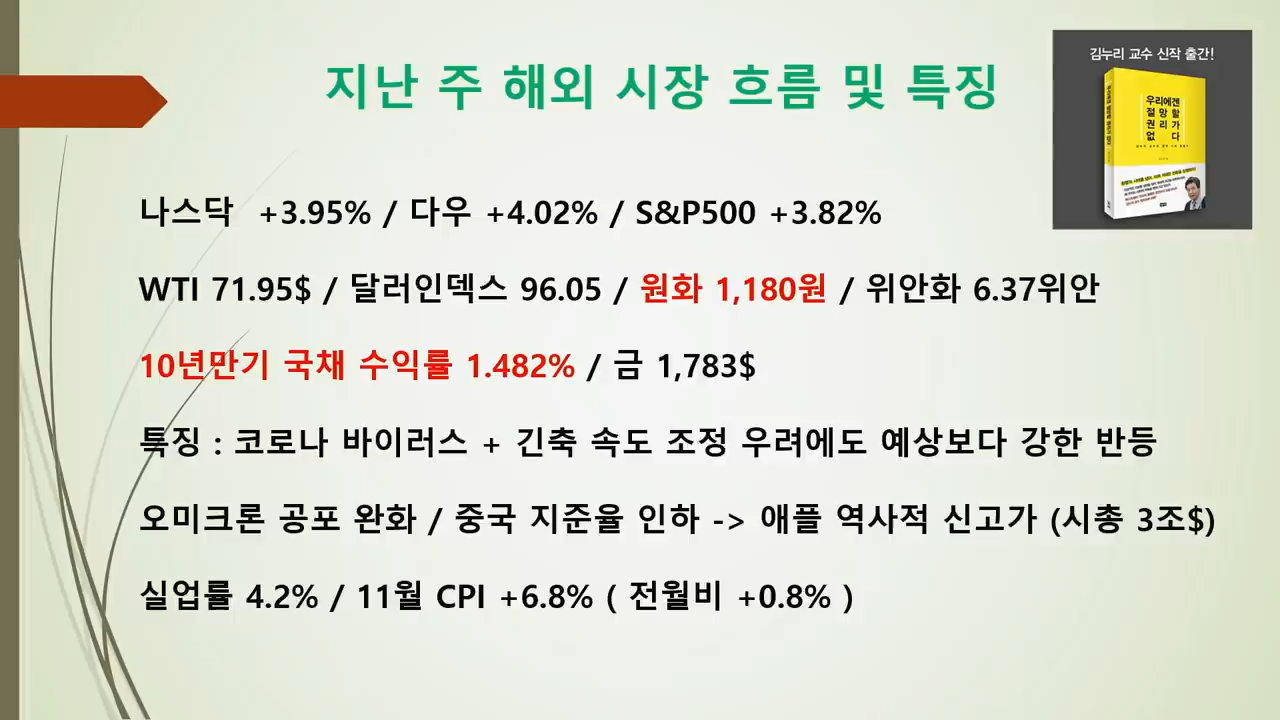 지난 주 해외 시장 흐름 및 특징
김누리 교수 신작 출간!
우리에겐
절망할
권리가
없다
나스닥 +3.95% / 다우 +4.02% / S&P500 +3.82%
WTI 71.95$ / 달러인덱스 96.05 / 원화 1,180원 / 위안화 6.37위안
10년만기 국채 수익률 1.482% / 금 1,783$
특징 : 코로나 바이러스 + 긴축 속도 조정 우려에도 예상보다 강한 반등
오미크론 공포 완화 / 중국 지준율 인하 -> 애플 역사적 신고가 (시총 3조$)
실업률 4.2% / 11월 CPI +6.8% ( 전월비 +0.8% )